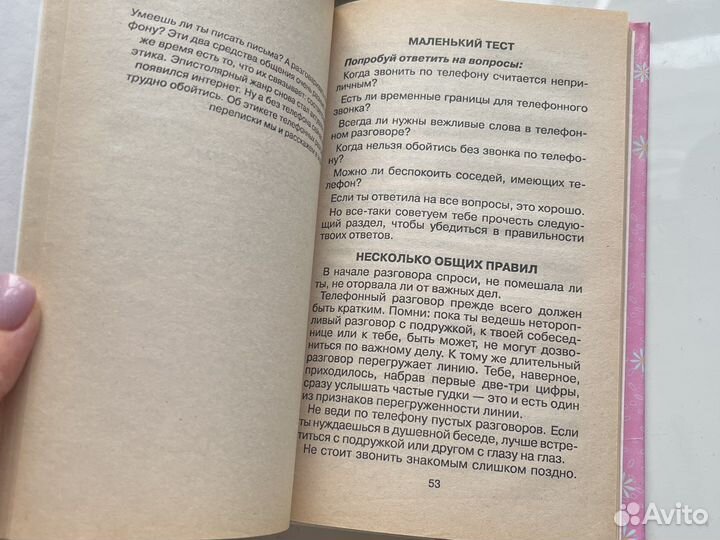 Умеешь ли ты писать письма? А разговаривать
фону? Эти два средства общения очень
же время есть то, что их связывает:
этика. Эпистолярный жанр снова стал
появился интернет. Ну а без телефона
трудно обойтись. Об этикете телефонных
переписки мы и расскажем в
МАЛЕНЬКИЙ ТЕСТ
Попробуй ответить на вопросы:
Когда звонить по телефону считается непри-
личным?
Есть ли временные границы для телефонного
звонка?
Всегда ли нужны вежливые слова в телефон-
ном разговоре?
Когда нельзя обойтись без звонка по телефо-
ну?
Можно ли беспокоить соседей, имеющих те-
лефон?
Если ты ответила на все вопросы, это хорошо.
Но все-таки советуем тебе прочесть следую-
щий раздел, чтобы убедиться в правильности
твоих ответов.
НЕСКОЛЬКО ОБЩИХ ПРАВИЛ
В начале разговора спроси, не помешала ли
ты, не оторвала ли от важных дел.
Телефонный разговор прежде всего должен
быть кратким. Помни: пока ты ведешь нетороп-
ливый разговор с подружкой, к твоей собесед-
нице или к тебе, быть может, не могут дозво-
ниться по важному делу. К тому же длительный
разговор перегружает линию. Тебе, наверное,
приходилось, набрав первые две-три цифры,
сразу услышать частые гудки — это и есть один
из признаков перегруженности линии.
Не веди по телефону пустых разговоров. Если
ты нуждаешься в душевной беседе, лучше встре-
титься с подружкой или другом с глазу на глаз.
Не стоит звонить знакомым слишком поздно.
53
Avito